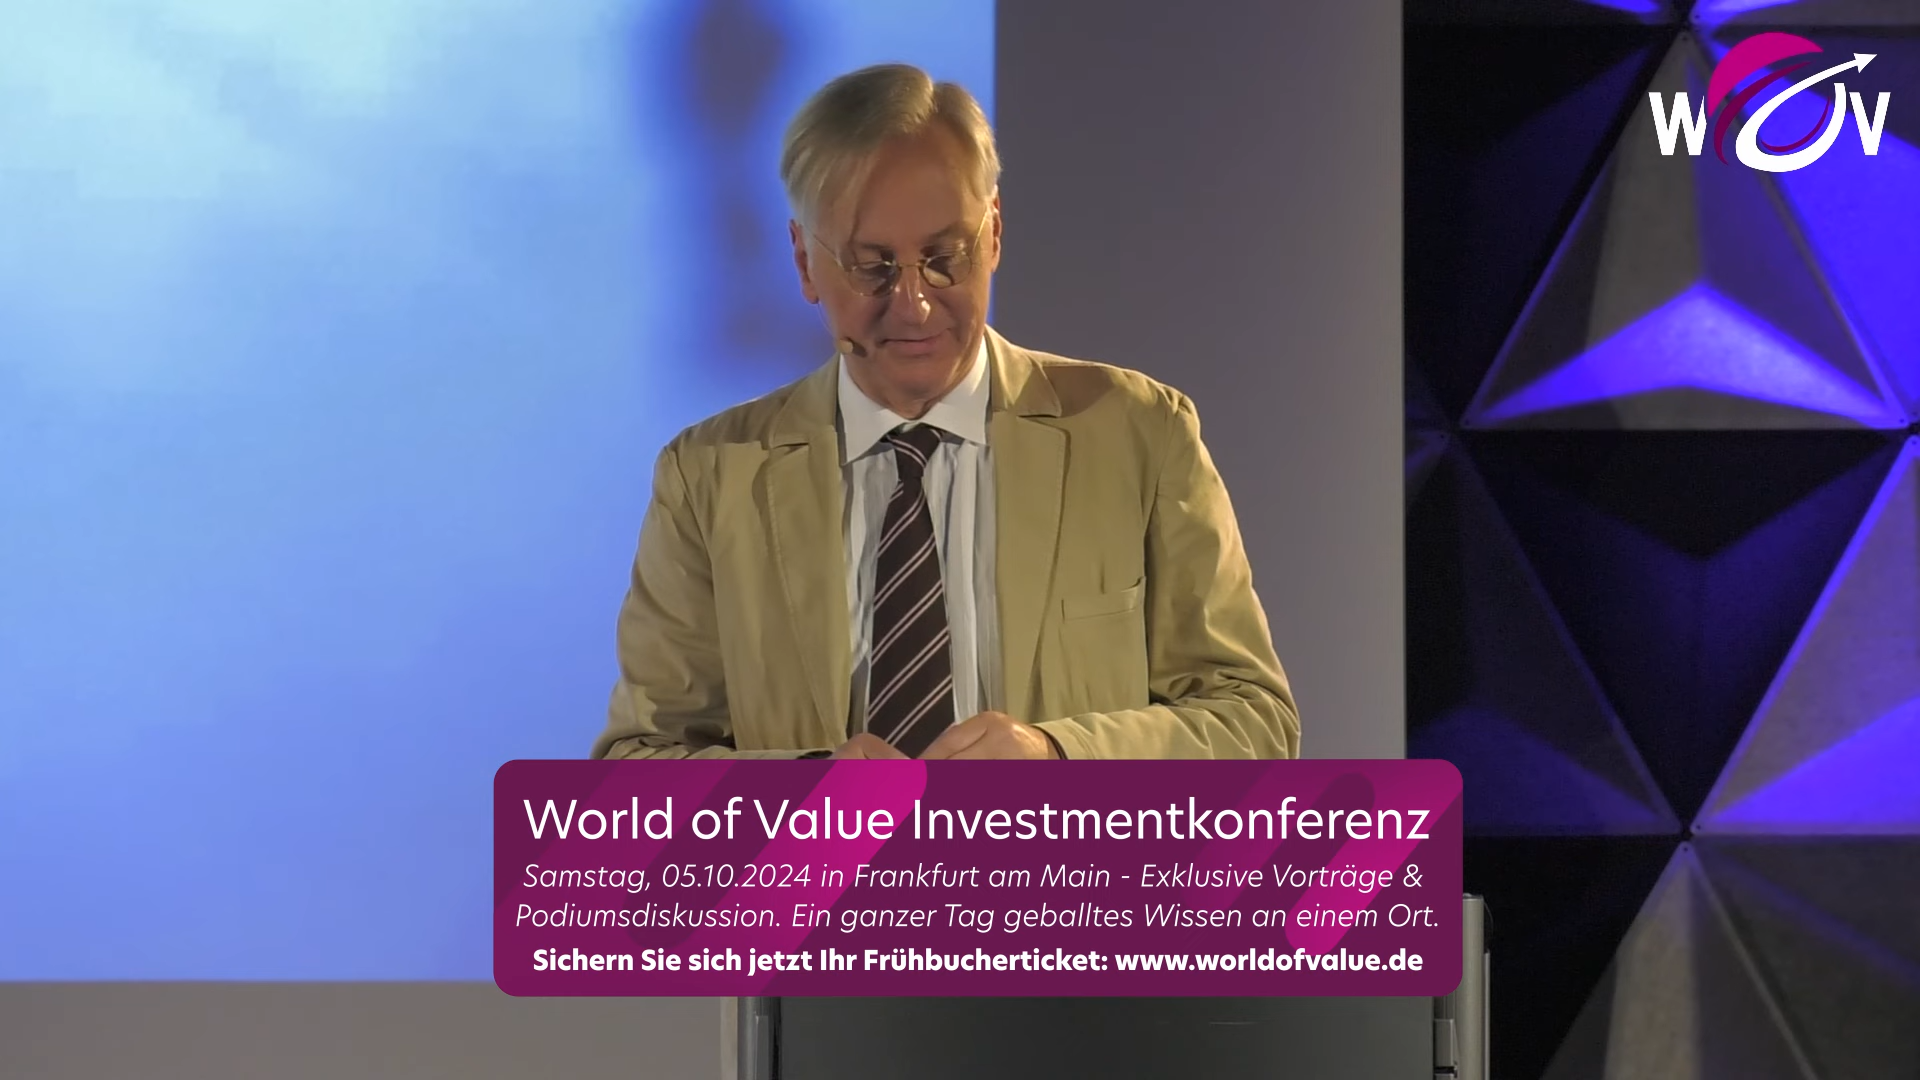 WOV
World of Value Investmentkonferenz
Samstag, 05.10.2024 in Frankfurt am Main - Exklusive Vorträge &
Podiumsdiskussion. Ein ganzer Tag geballtes Wissen an einem Ort.
Sichern Sie sich jetzt Ihr Frühbucherticket: www.worldofvalue.de